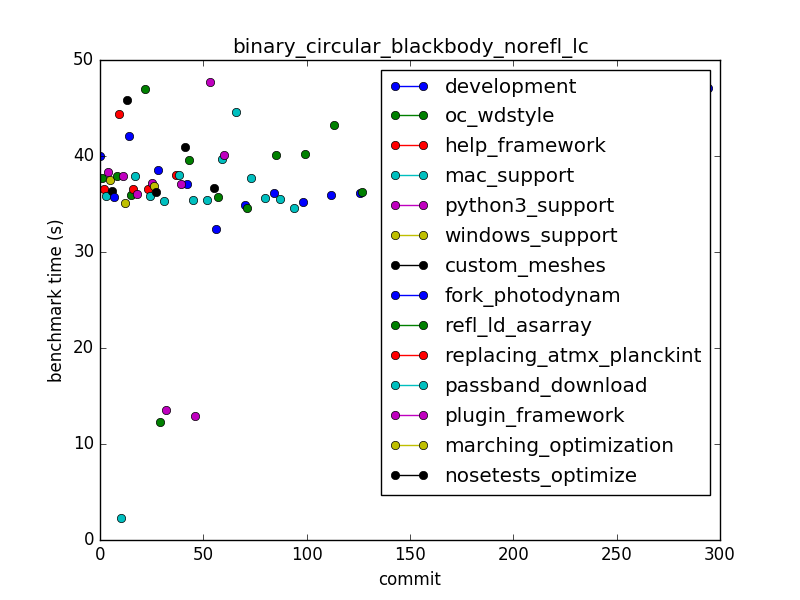 binary_circular_blackbody_norefl_lc
50
40
30
20
10
0
benchmark time (s)
development
oc_wdstyle
help_framework
mac_support
python3_support
windows_support
custom_meshes
fork_photodynam
refl_ld_asarray
replacing_atmx_planckint
passband_download
plugin_framework
marching_optimization
nosetests_optimize
0 50 100 150 200 250 300
commit